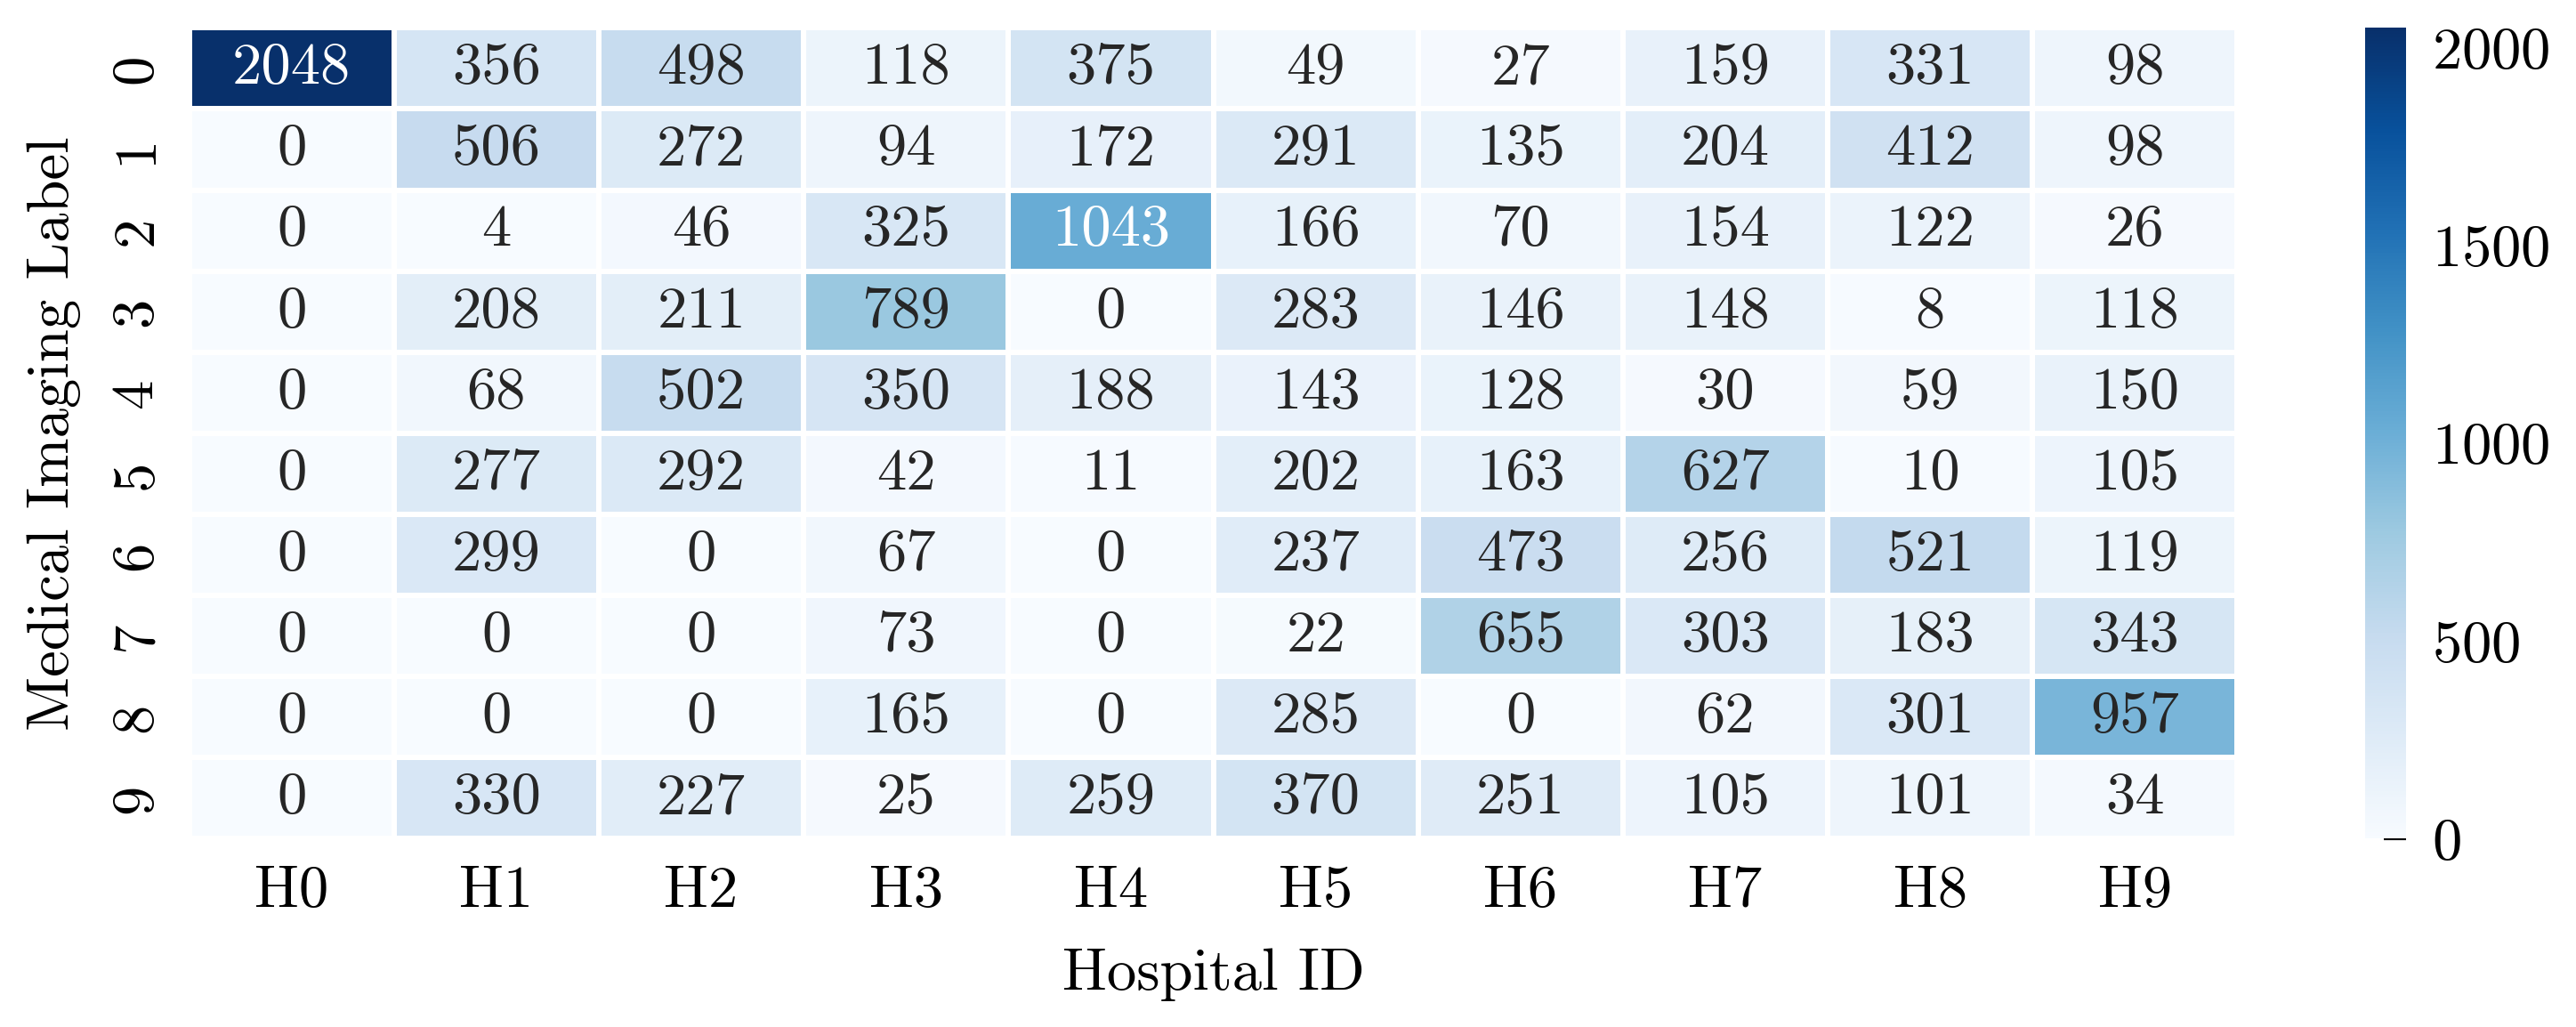 0 2048 356 498 118 375 49 27 159 331 98 2000
1 0 506 272 94 172 291 135 204 412 98
2 0 4 46 325 1043 166 70 154 122 26 1500
3 0 208 211 789 0 283 146 148 8 118
4 0 68 502 350 188 143 128 30 59 150 1000
5 0 277 292 42 11 202 163 627 10 105
6 0 299 0 67 0 237 473 256 521 119
7 0 0 0 73 0 22 655 303 183 343 500
8 0 0 0 165 0 285 0 62 301 957
9 0 330 227 25 259 370 251 105 101 34 0
Medical Imaging Label
H0 H1 H2 H3 H4 H5 H6 H7 H8 H9
Hospital ID